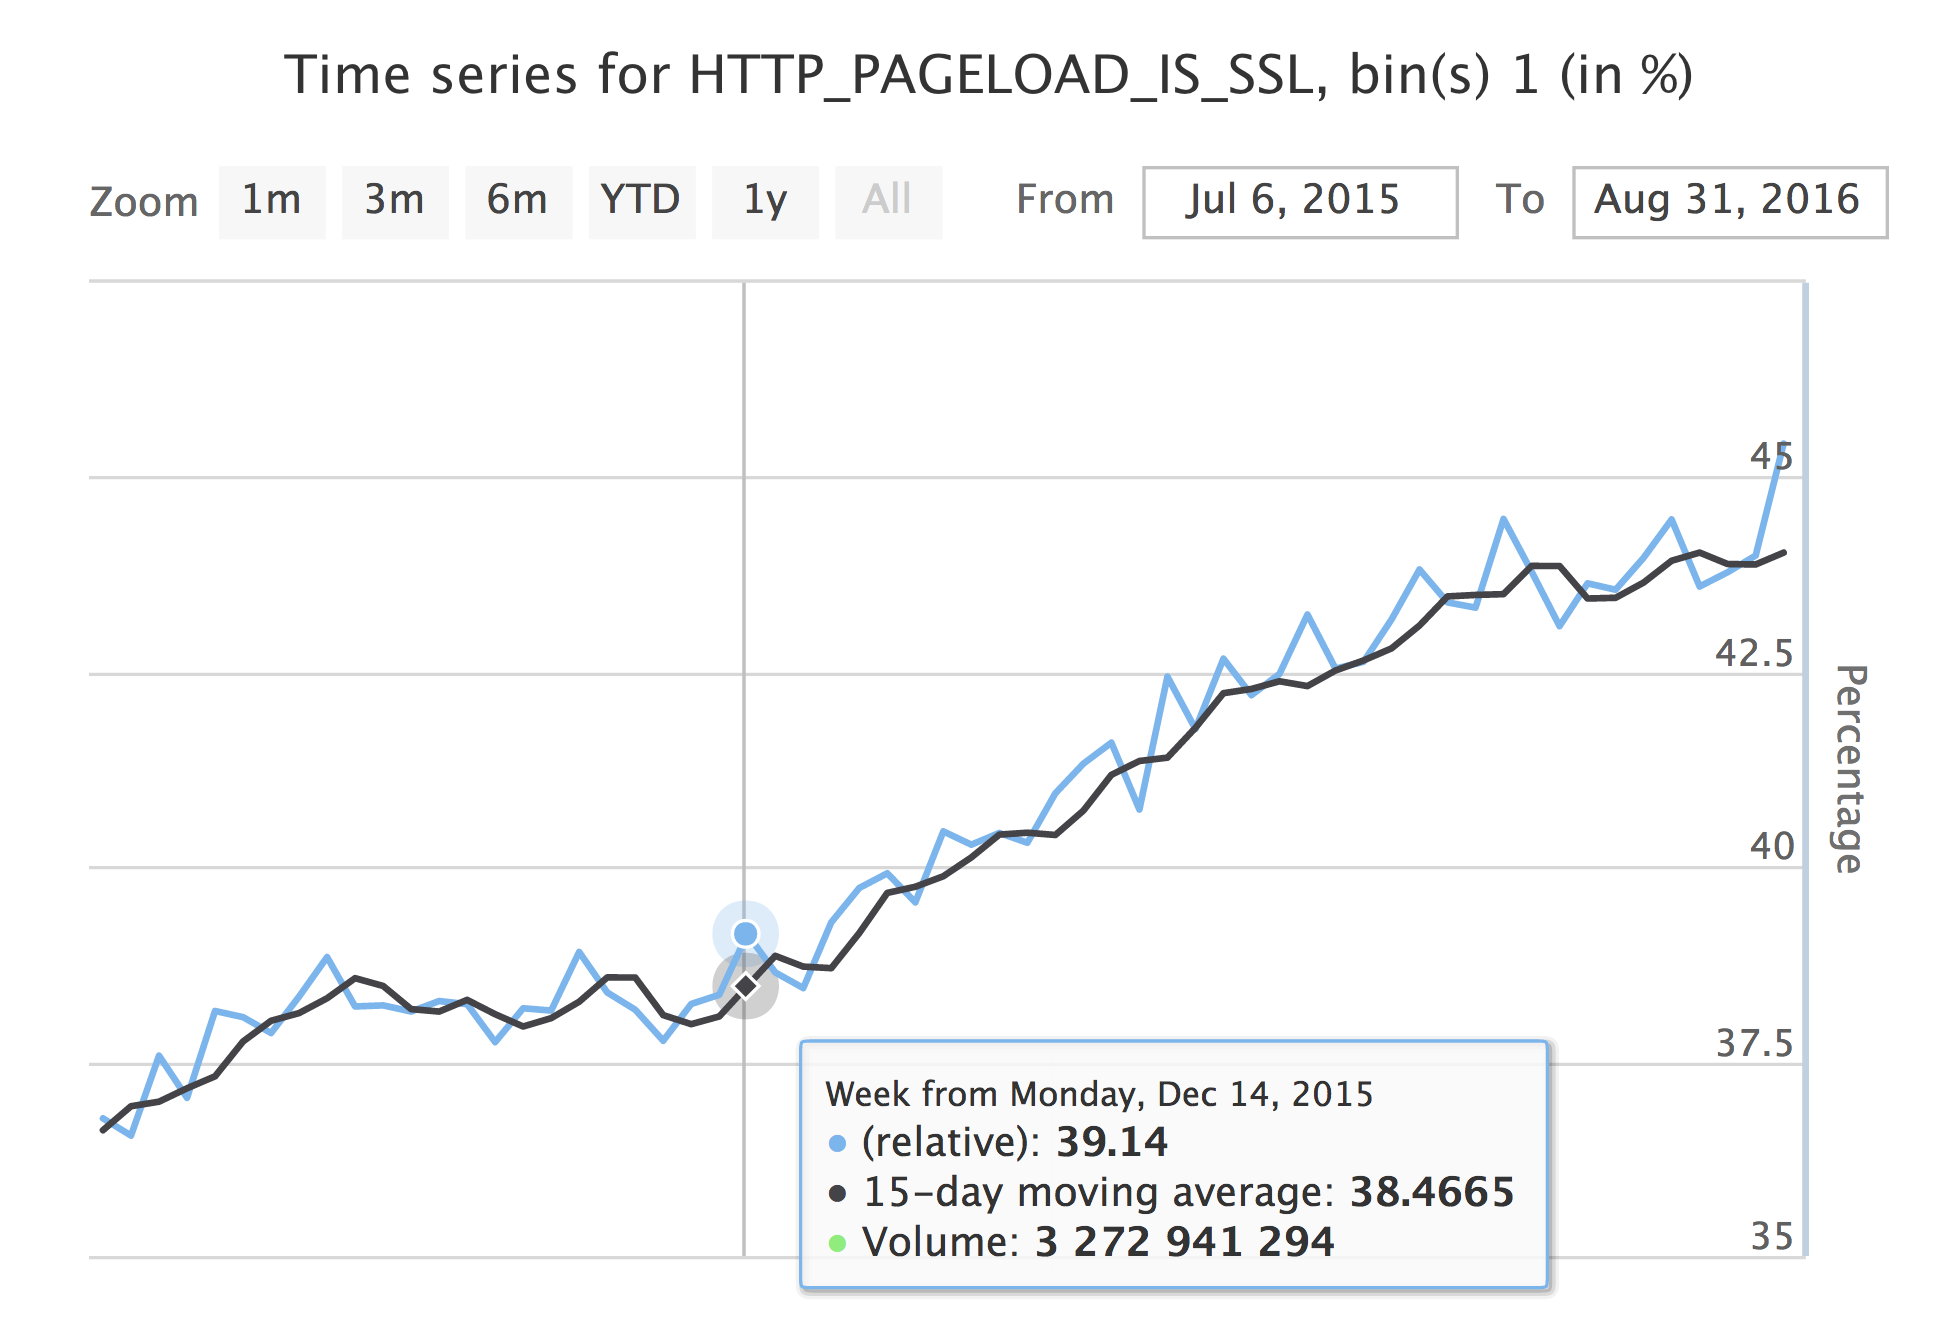 Time series for HTTP_PAGELOAD_IS_SSL, bin(s) 1 (in %)
Zoom 1m 3m 6m YTD 1y All From Jul 6, 2015 To Aug 31, 2016
45
42.5
40
37.5
35
Percentage
Week from Monday, Dec 14, 2015
(relative): 39.14
15-day moving average: 38.4665
Volume: 3 272 941 294